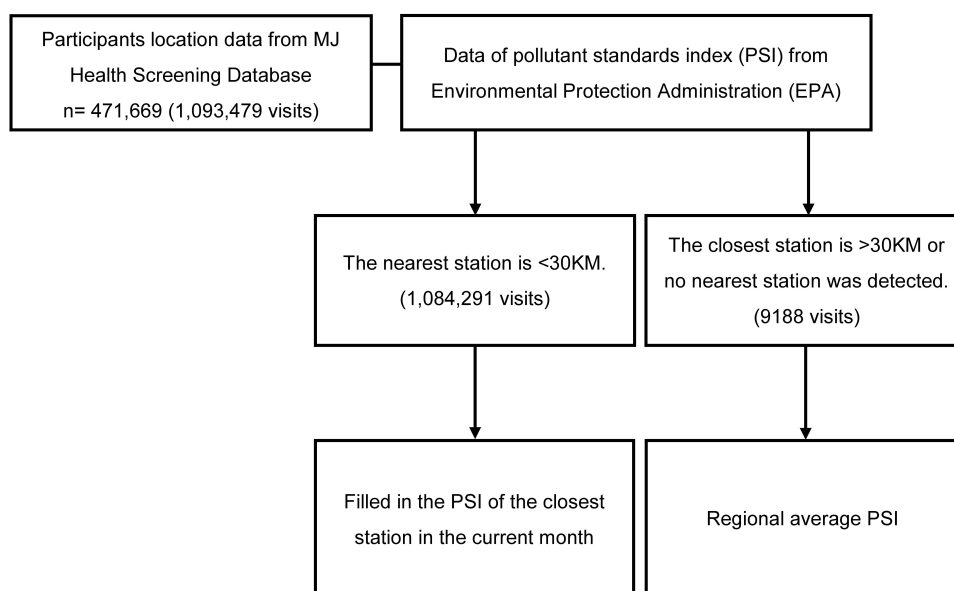 Participants location data from MJ
Health Screening Database
n= 471,669 (1,093,479 visits)
Data of pollutant standards index (PSI) from
Environmental Protection Administration (EPA)
The nearest station is <30KM.
(1,084,291 visits)
The closest station is >30KM or
no nearest station was detected.
(9188 visits)
Filled in the PSI of the closest
station in the current month
Regional average PSI